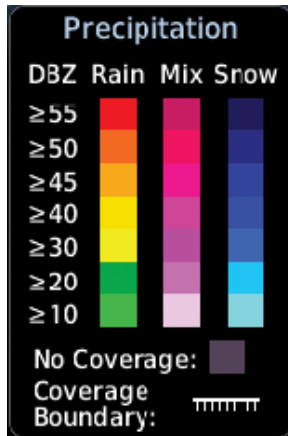 Precipitation
DBZ Rain Mix Snow
≥55
≥50
≥45
≥40
≥30
≥20
≥10
No Coverage:
Coverage
Boundary: